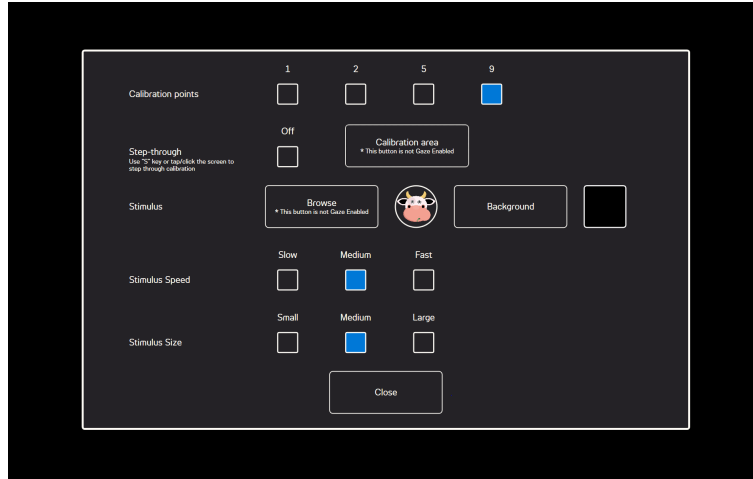 1 2 5 9
Calibration points
Off
Calibration area
* This button is not Gaze Enabled
Step-through
Use "S" key or tap/click the screen to
step through calibration
Stimulus
Browse
* This button is not Gaze Enabled
Background
Slow Medium Fast
Stimulus Speed
Small Medium Large
Stimulus Size
Close